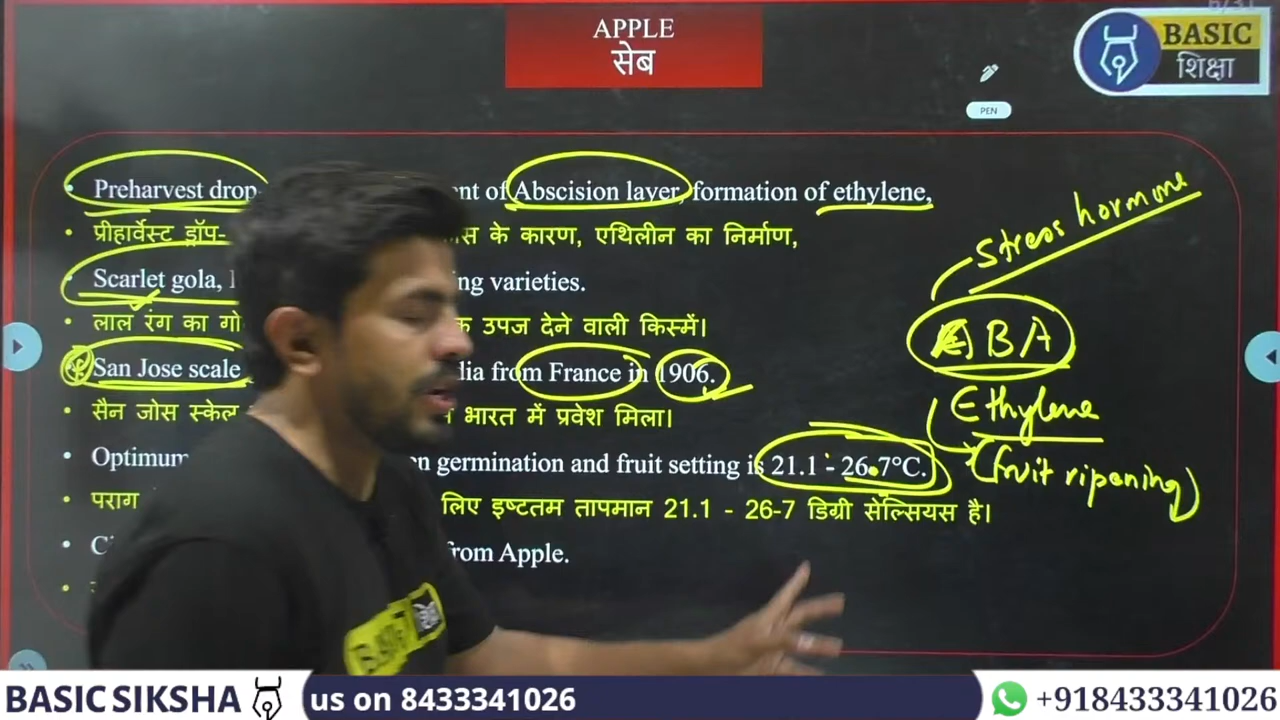 APPLE
सेब
BASIC
शिक्षा
PEN
Preharvest drop- of Abscision layer, formation of ethylene,
प्रीहार्वेस्ट ड्रॉप- के कारण, एथिलीन का निर्माण,
Scarlet gola, varieties.
लाल रंग का उपज देने वाली किस्में।
San Jose scale from France in 1906.
सैन जोस स्केल भारत में प्रवेश मिला।
Optimum germination and fruit setting is 21.1 - 26.7°C.
पराग लिए इष्टतम तापमान 21.1 - 26-7 डिग्री सेल्सियस है।
from Apple.
Stress hormone
ABA
Ethylene
(fruit ripening)
BASIC SIKSHA
us on 8433341026
+918433341026